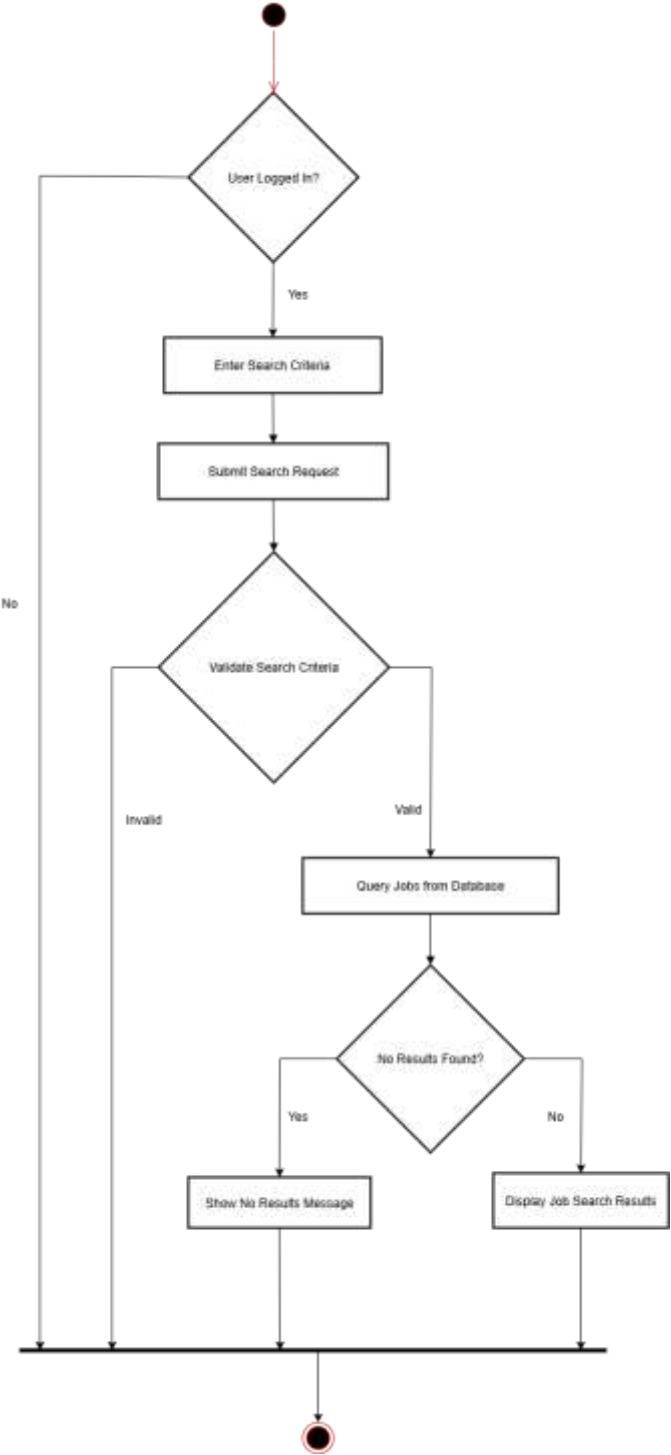 User Logged In?
Yes
Enter Search Criteria
Submit Search Request
No
Validate Search Criteria
Invalid
Valid
Query Jobs from Database
No Results Found?
Yes
No
Show No Results Message
Display Job Search Results